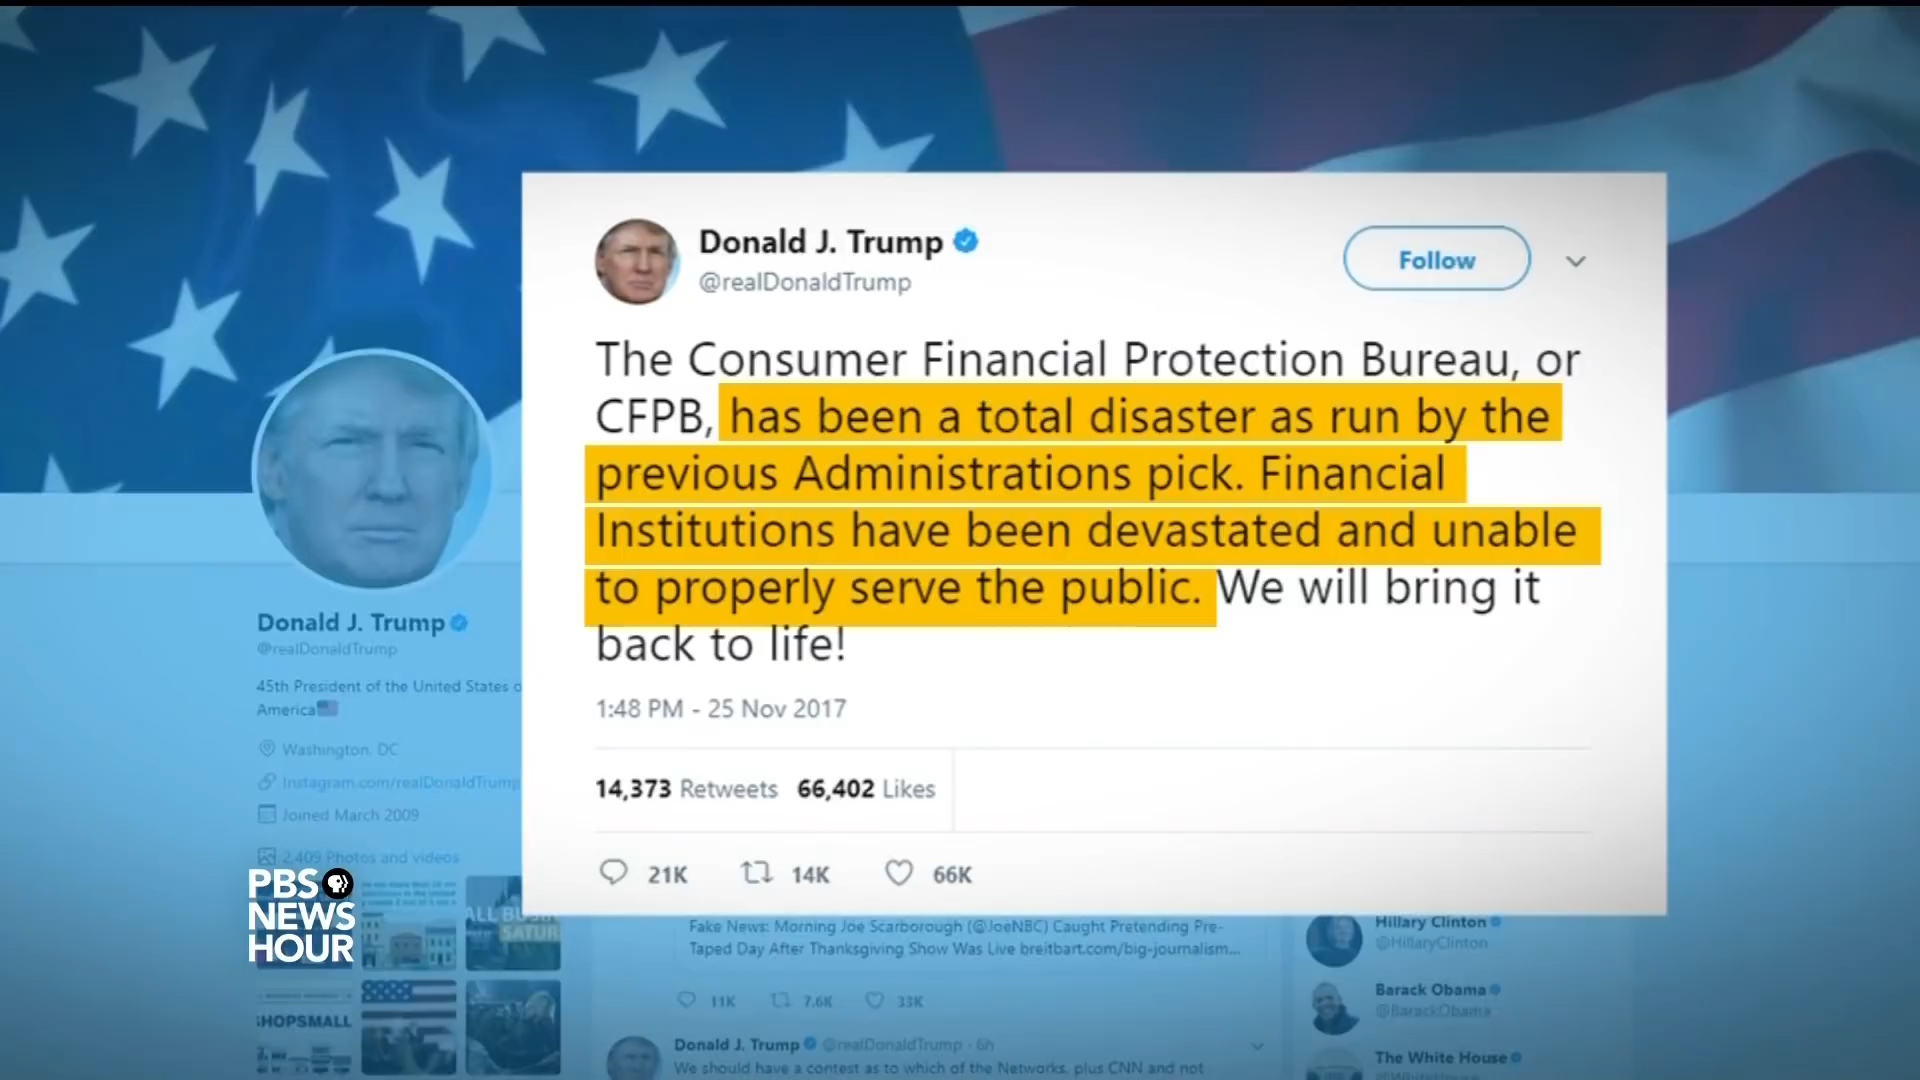 Donald J. Trump
@realDonaldTrump
Follow
The Consumer Financial Protection Bureau, or
CFPB, has been a total disaster as run by the
previous Administrations pick. Financial
Institutions have been devastated and unable
to properly serve the public. We will bring it
back to life!
1:48 PM - 25 Nov 2017
14,373 Retweets 66,402 Likes
21K 14K 66K
Donald J. Trump
@realDonaldTrump
45th President of the United States o
America
Washington, DC
Instagram.com/realDonaldTrump
Joined March 2009
2,409 Photos and videos
PBS
NEWS
HOUR
ALL BUSI
SATUR
SHOPSMALL
Fake News: Morning Joe Scarborough (@JoeNBC) Caught Pretending Pre-
Taped Day After Thanksgiving Show Was Live breitbart.com/big-journalism...
11K 7.6K 33K
Donald J. Trump @realDonaldTrump · 6h
We should have a contest as to which of the Networks, plus CNN and not
Hillary Clinton
@HillaryClinton
Barack Obama
@BarackObama
The White House